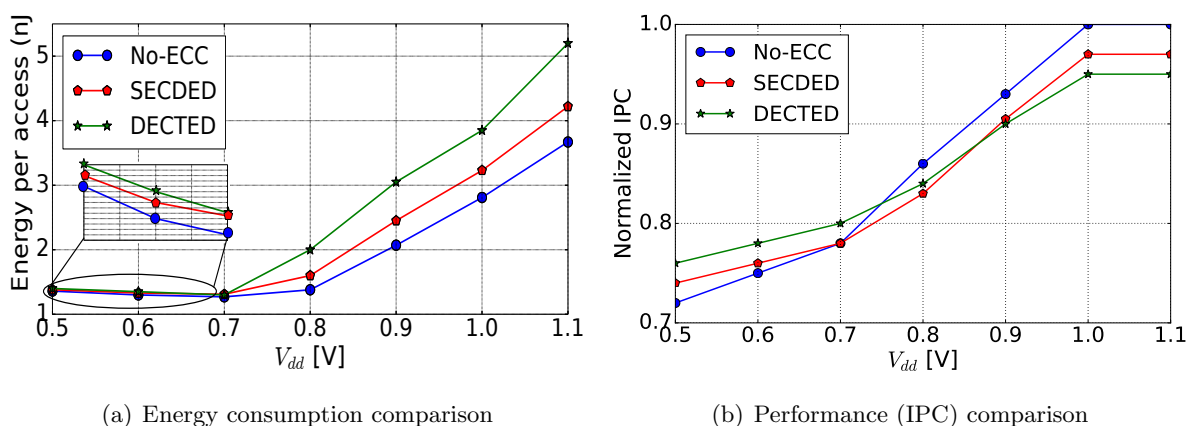 Energy per access (nJ
5
4
3
2
1
No-ECC
SECDED
DECTED
0.5 0.6 0.7 0.8 0.9 1.0 1.1
Vdd [V]
(a) Energy consumption comparison
Normalized IPC
1.0
0.9
0.8
0.7
No-ECC
SECDED
DECTED
0.5 0.6 0.7 0.8 0.9 1.0 1.1
Vdd [V]
(b) Performance (IPC) comparison